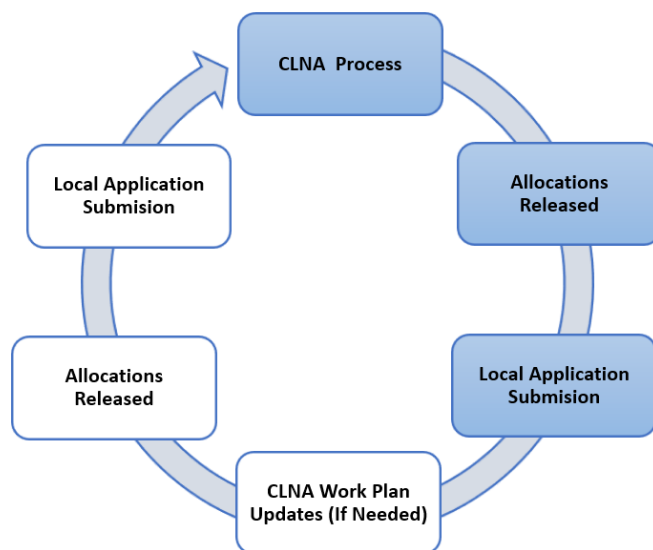 CLNA Process
Allocations
Released
Local Application
Submision
CLNA Work Plan
Updates (If Needed)
Allocations
Released
Local Application
Submision